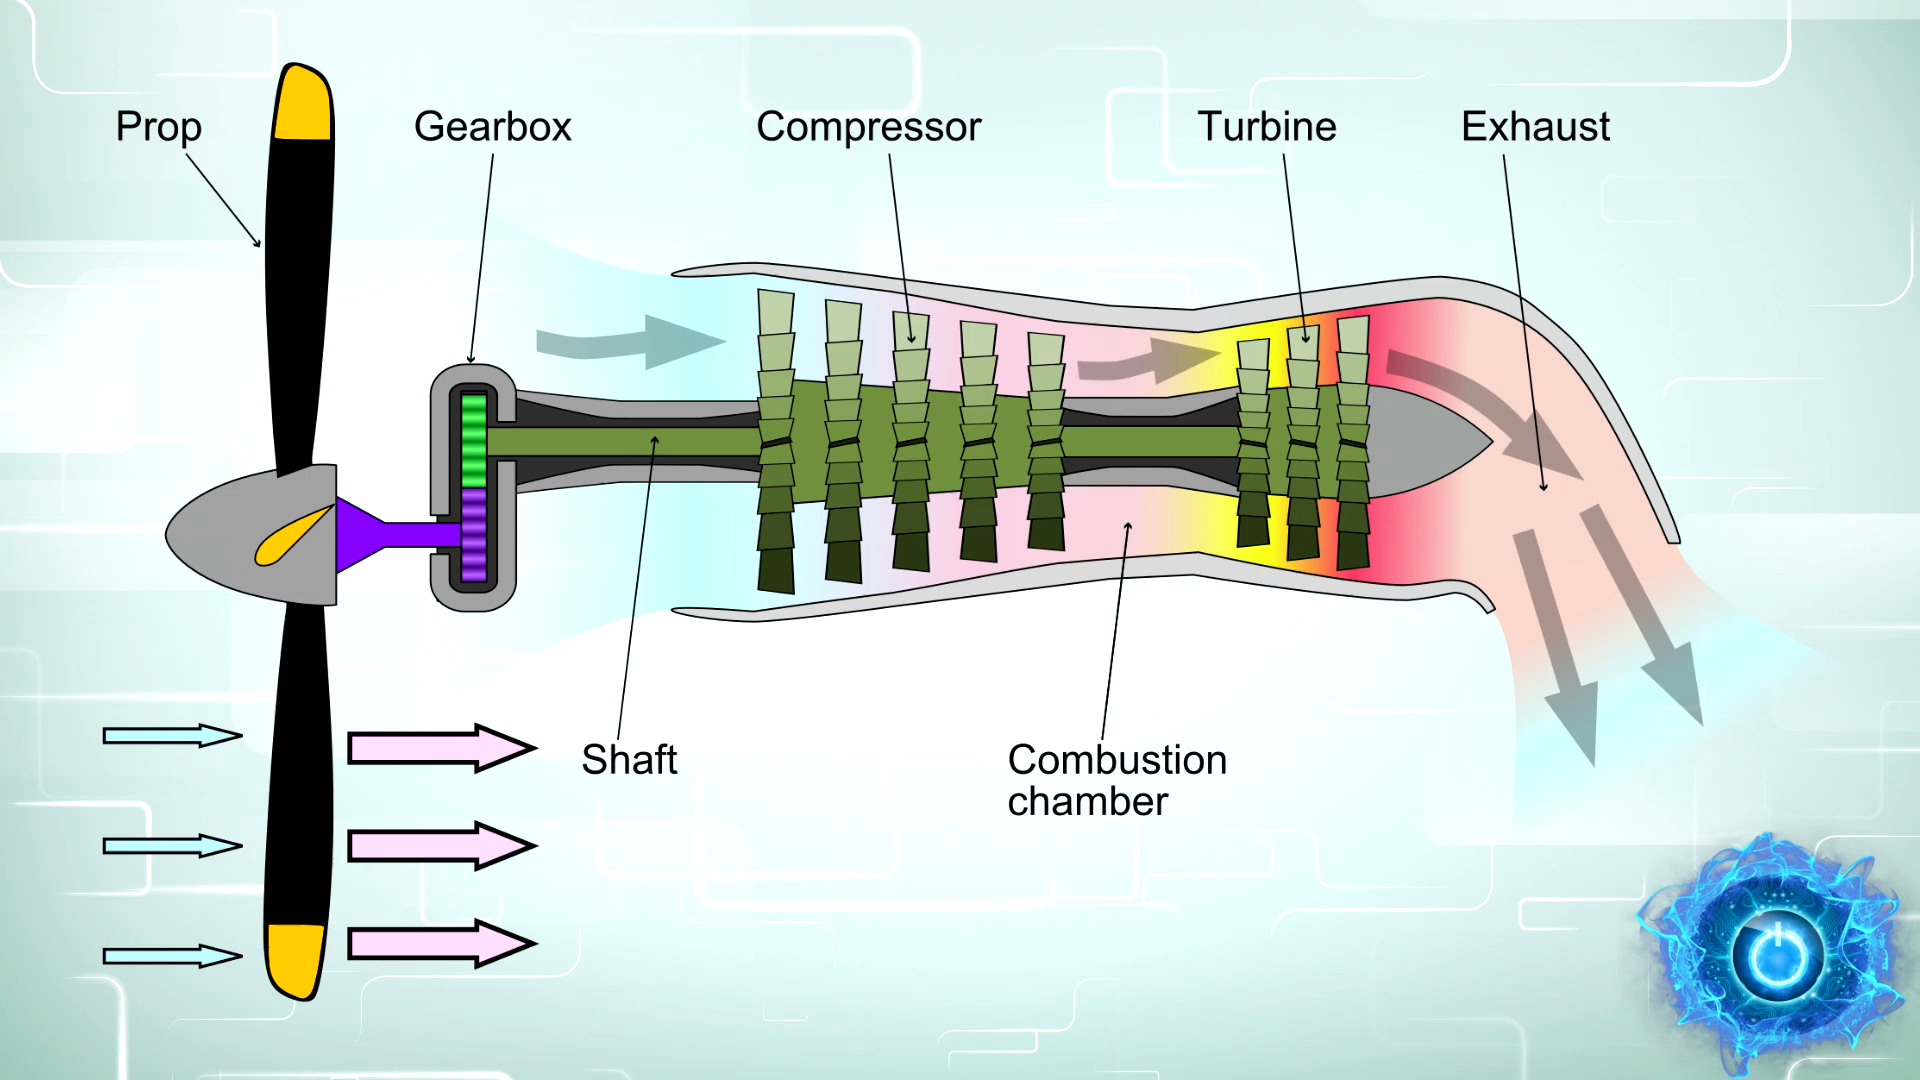 Prop
Gearbox
Compressor
Turbine
Exhaust
Shaft
Combustion
chamber